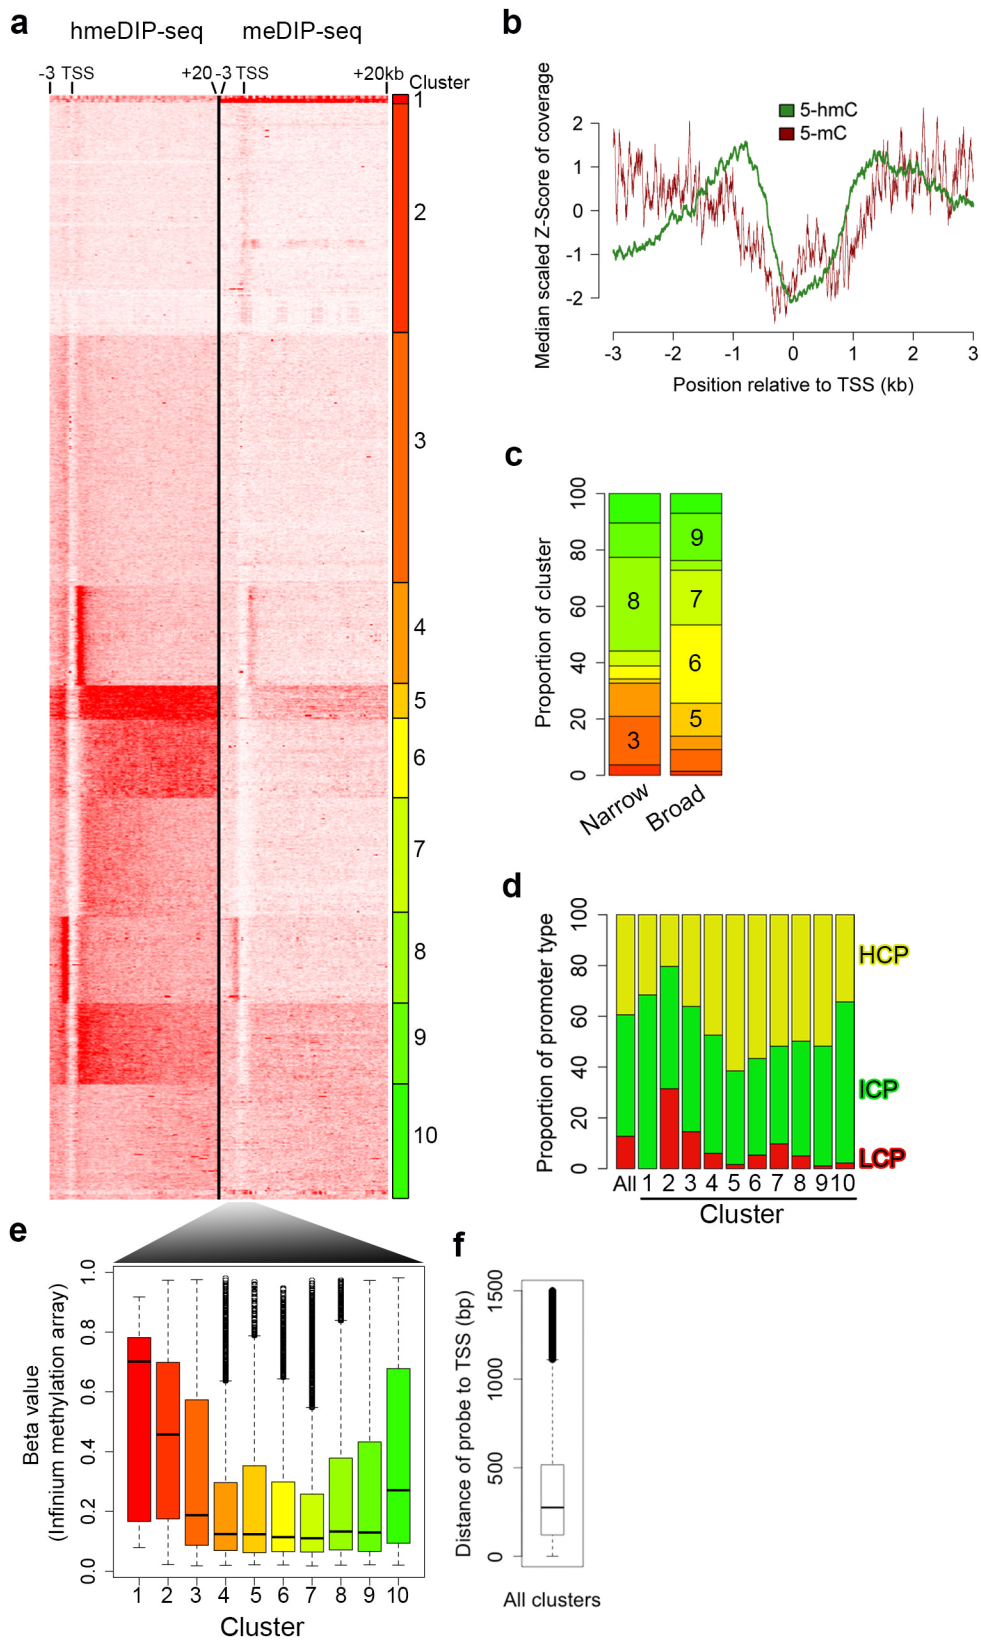 a
hmeDIP-seq meDIP-seq
-3 TSS +20 -3 TSS +20kb
Cluster
1
2
3
4
5
6
7
8
9
10
b
5-hmC
5-mC
Median scaled Z-Score of coverage
2
1
0
-1
-2
-3 -2 -1 0 1 2 3
Position relative to TSS (kb)
c
Proportion of cluster
100
80
60
40
20
0
8
3
9
7
6
5
Narrow Broad
d
Proportion of promoter type
100
80
60
40
20
0
HCP
ICP
LCP
All 1 2 3 4 5 6 7 8 9 10
Cluster
e
Beta value
(Infinium methylation array)
1.0
0.8
0.6
0.4
0.2
0.0
1 2 3 4 5 6 7 8 9 10
Cluster
f
Distance of probe to TSS (bp)
1500
1000
500
0
All clusters